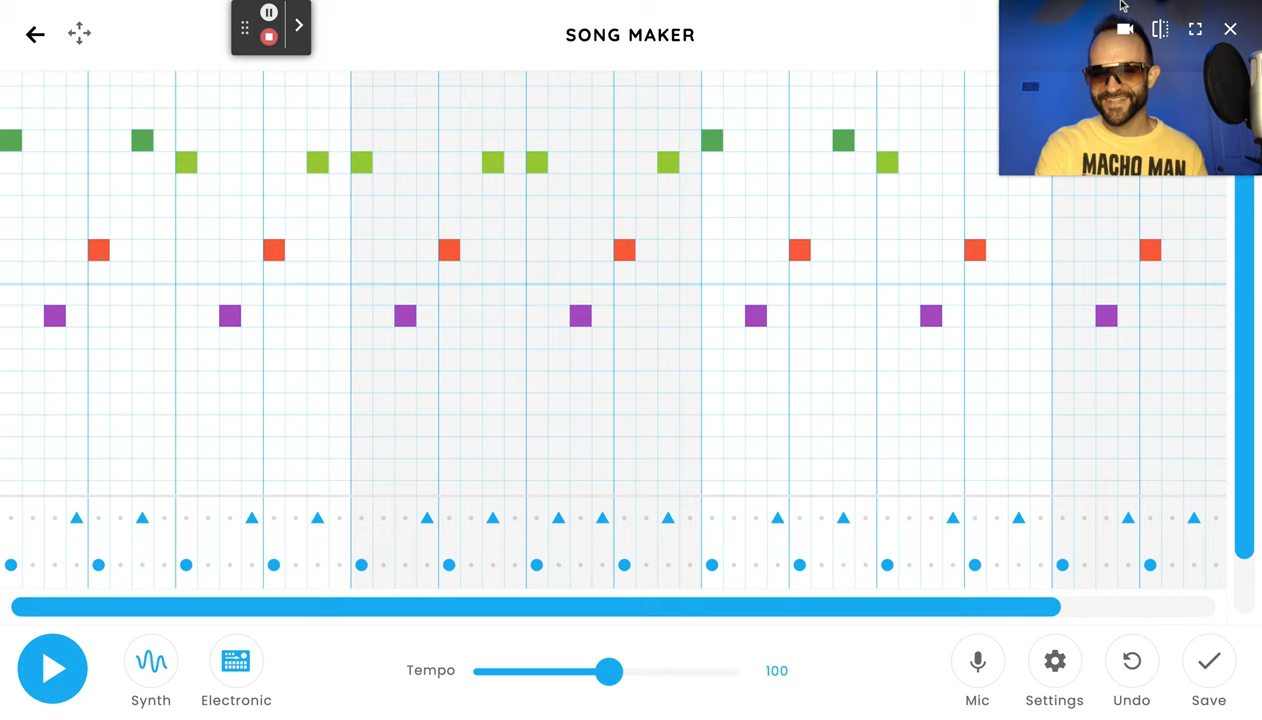 SONG MAKER
MACHO MAN
Tempo
100
Synth
Electronic
Mic
Settings
Undo
Save